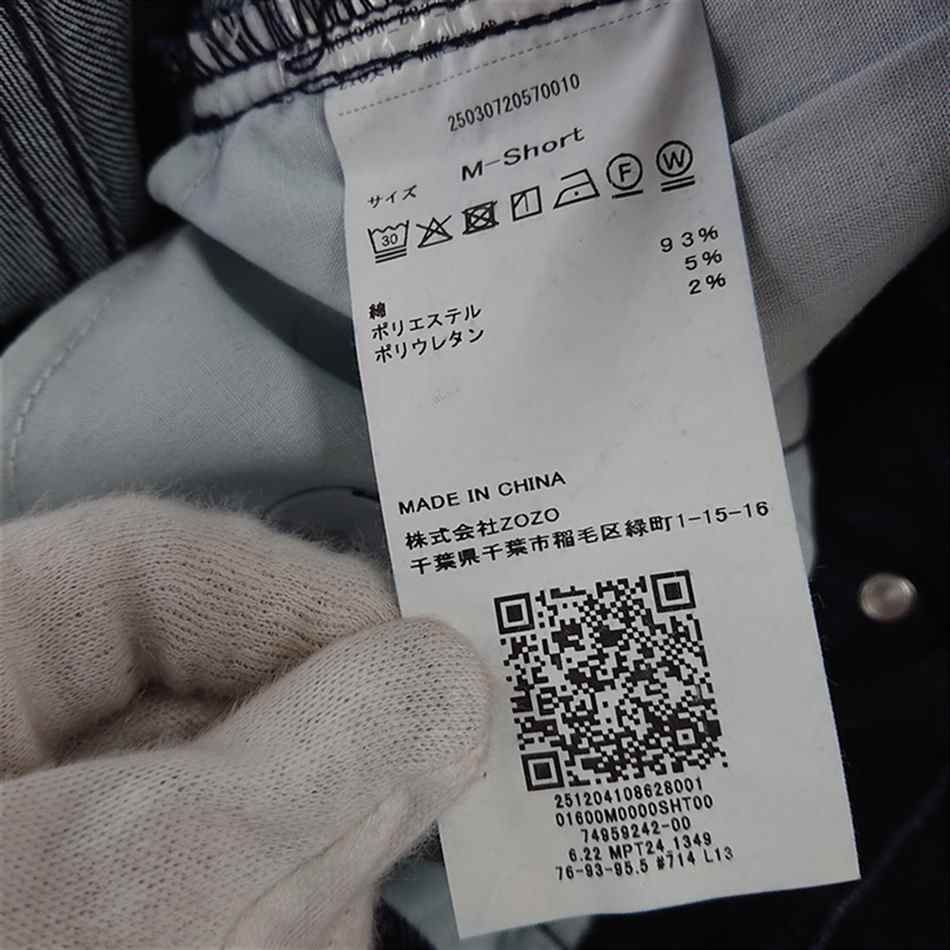 25030720570010
サイズ M-Short
30 F W
綿 93%
ポリエステル 5%
ポリウレタン 2%
MADE IN CHINA
株式会社ZOZO
千葉県千葉市稲毛区緑町1-15-16
251204108628001
01600M0000SHT00
74959242-00
6.22 MPT24_1349
76-93-95.5 #714 L13